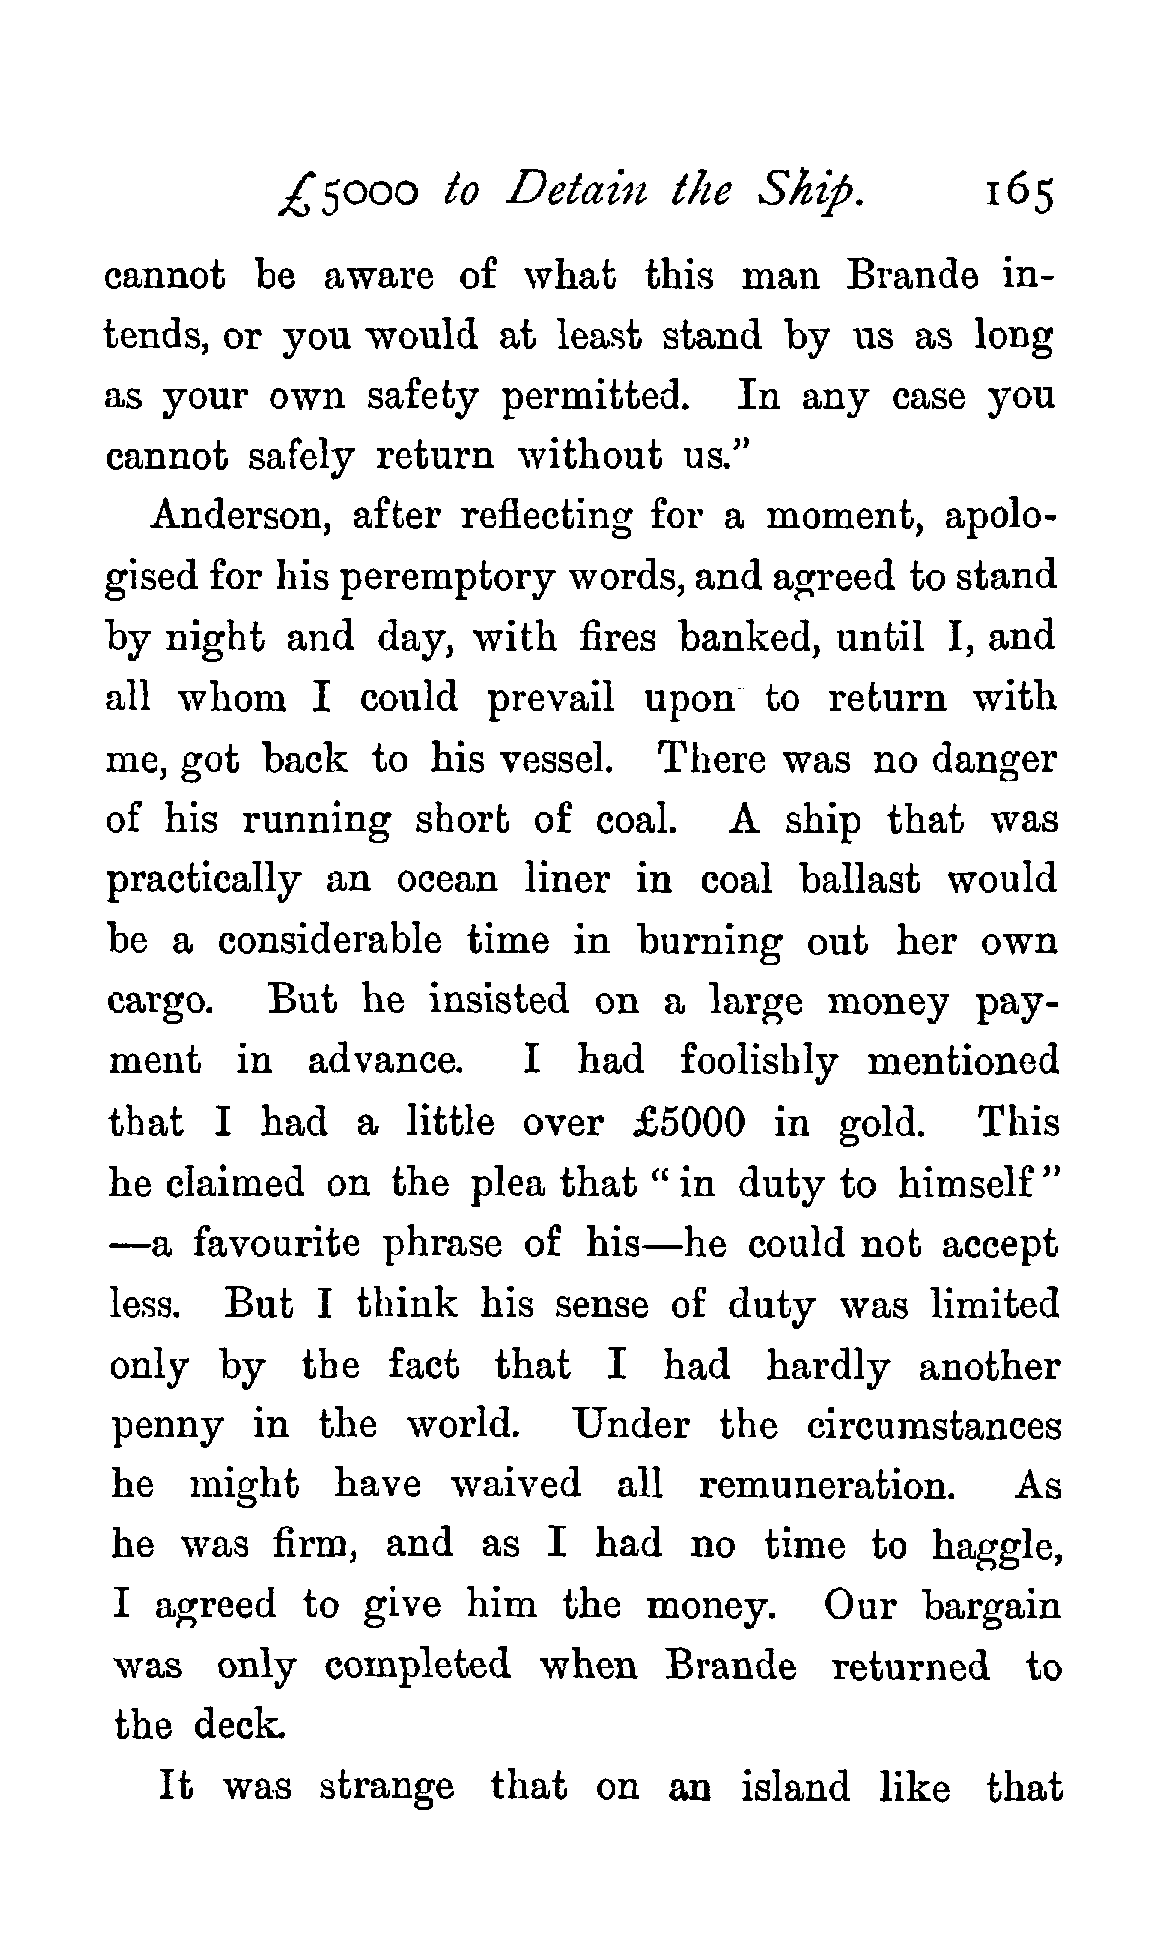 £5000 to Detain the Ship. 165
cannot be aware of what this man Brande in-
tends, or you would at least stand by us as long
as your own safety permitted. In any case you
cannot safely return without us.”
Anderson, after reflecting for a moment, apolo-
gised for his peremptory words, and agreed to stand
by night and day, with fires banked, until I, and
all whom I could prevail upon to return with
me, got back to his vessel. There was no danger
of his running short of coal. A ship that was
practically an ocean liner in coal ballast would
be a considerable time in burning out her own
cargo. But he insisted on a large money pay-
ment in advance. I had foolishly mentioned
that I had a little over £5000 in gold. This
he claimed on the plea that “in duty to himself”
—a favourite phrase of his—he could not accept
less. But I think his sense of duty was limited
only by the fact that I had hardly another
penny in the world. Under the circumstances
he might have waived all remuneration. As
he was firm, and as I had no time to haggle,
I agreed to give him the money. Our bargain
was only completed when Brande returned to
the deck.
It was strange that on an island like that